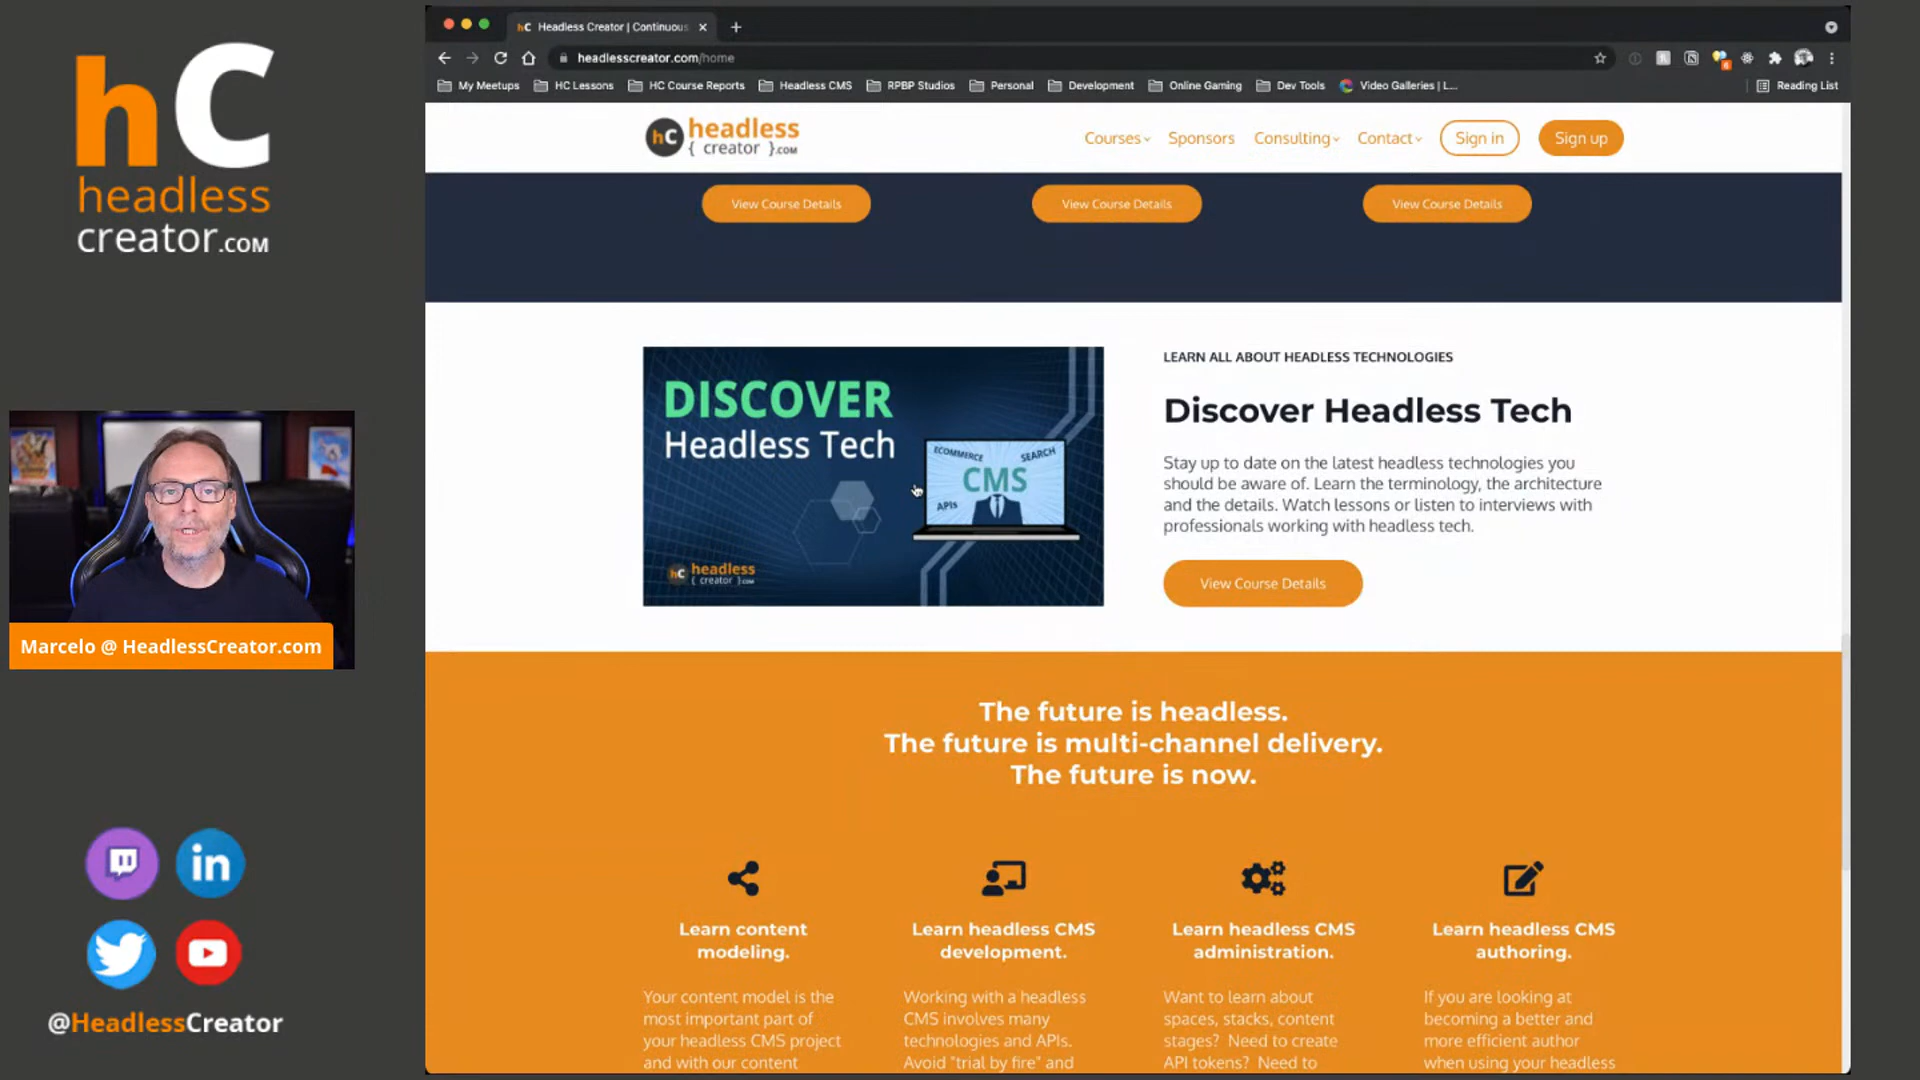 hC
headless
creator.COM
Marcelo @ HeadlessCreator.com
in
@HeadlessCreator
hC Headless Creator | Continuous
headlesscreator.com/home
My Meetups
HC Lessons
HC Course Reports
Headless CMS
RPBP Studios
Personal
Development
Online Gaming
Dev Tools
Video Galleries | L...
Reading List
hC headless
{ creator }.com
Courses
Sponsors
Consulting
Contact
Sign in
Sign up
View Course Details
View Course Details
View Course Details
DISCOVER
Headless Tech
ECOMMERCE
SEARCH
CMS
APIs
hC headless
{ creator }.com
LEARN ALL ABOUT HEADLESS TECHNOLOGIES
Discover Headless Tech
Stay up to date on the latest headless technologies you
should be aware of. Learn the terminology, the architecture
and the details. Watch lessons or listen to interviews with
professionals working with headless tech.
View Course Details
The future is headless.
The future is multi-channel delivery.
The future is now.
Learn content
modeling.
Your content model is the
most important part of
your headless CMS project
and with our content
Learn headless CMS
development.
Working with a headless
CMS involves many
technologies and APIs.
Avoid "trial by fire" and
Learn headless CMS
administration.
Want to learn about
spaces, stacks, content
stages? Need to create
API tokens? Need to
Learn headless CMS
authoring.
If you are looking at
becoming a better and
more efficient author
when using your headless